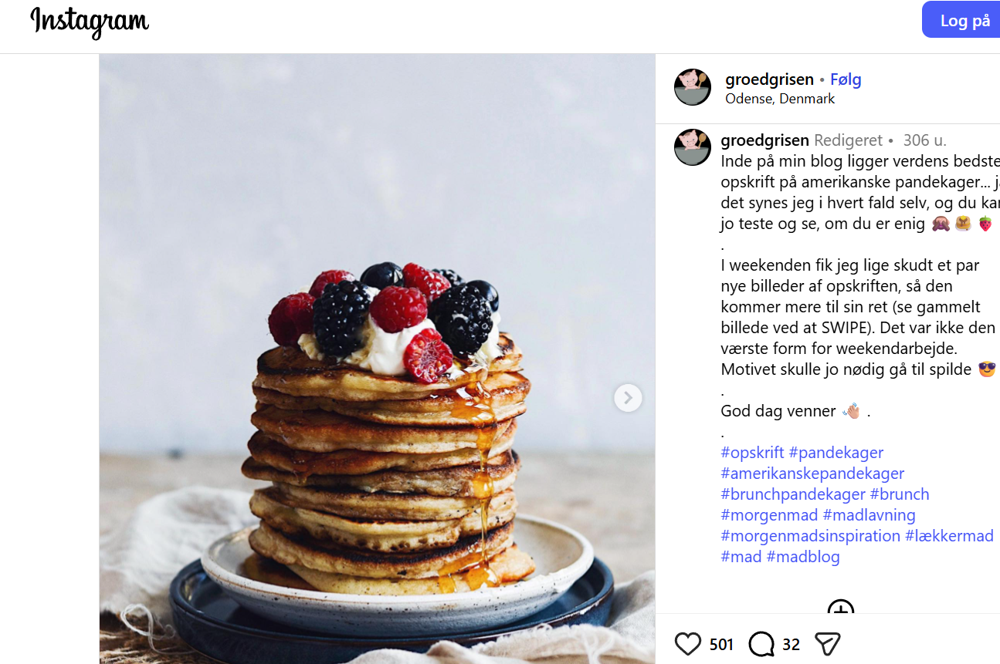 Instagram
Log på
groedgrisen • Følg
Odense, Denmark
groedgrisen Redigeret • 306 u.
Inde på min blog ligger verdens bedste
opskrift på amerikanske pandekager...
det synes jeg i hvert fald selv, og du
jo teste og se, om du er enig 🙈 🥞 🍓
.
I weekenden fik jeg lige skudt et par
nye billeder af opskriften, så den
kommer mere til sin ret (se gammelt
billede ved at SWIPE). Det var ikke den
værste form for weekendarbejde.
Motivet skulle jo nødig gå til spilde 😎
.
God dag venner 👋🏼 .
.
#opskrift #pandekager
#amerikanskepandekager
#brunchpandekager #brunch
#morgenmad #madlavning
#morgenmadsinspiration #lækkermad
#mad #madblog
501 32